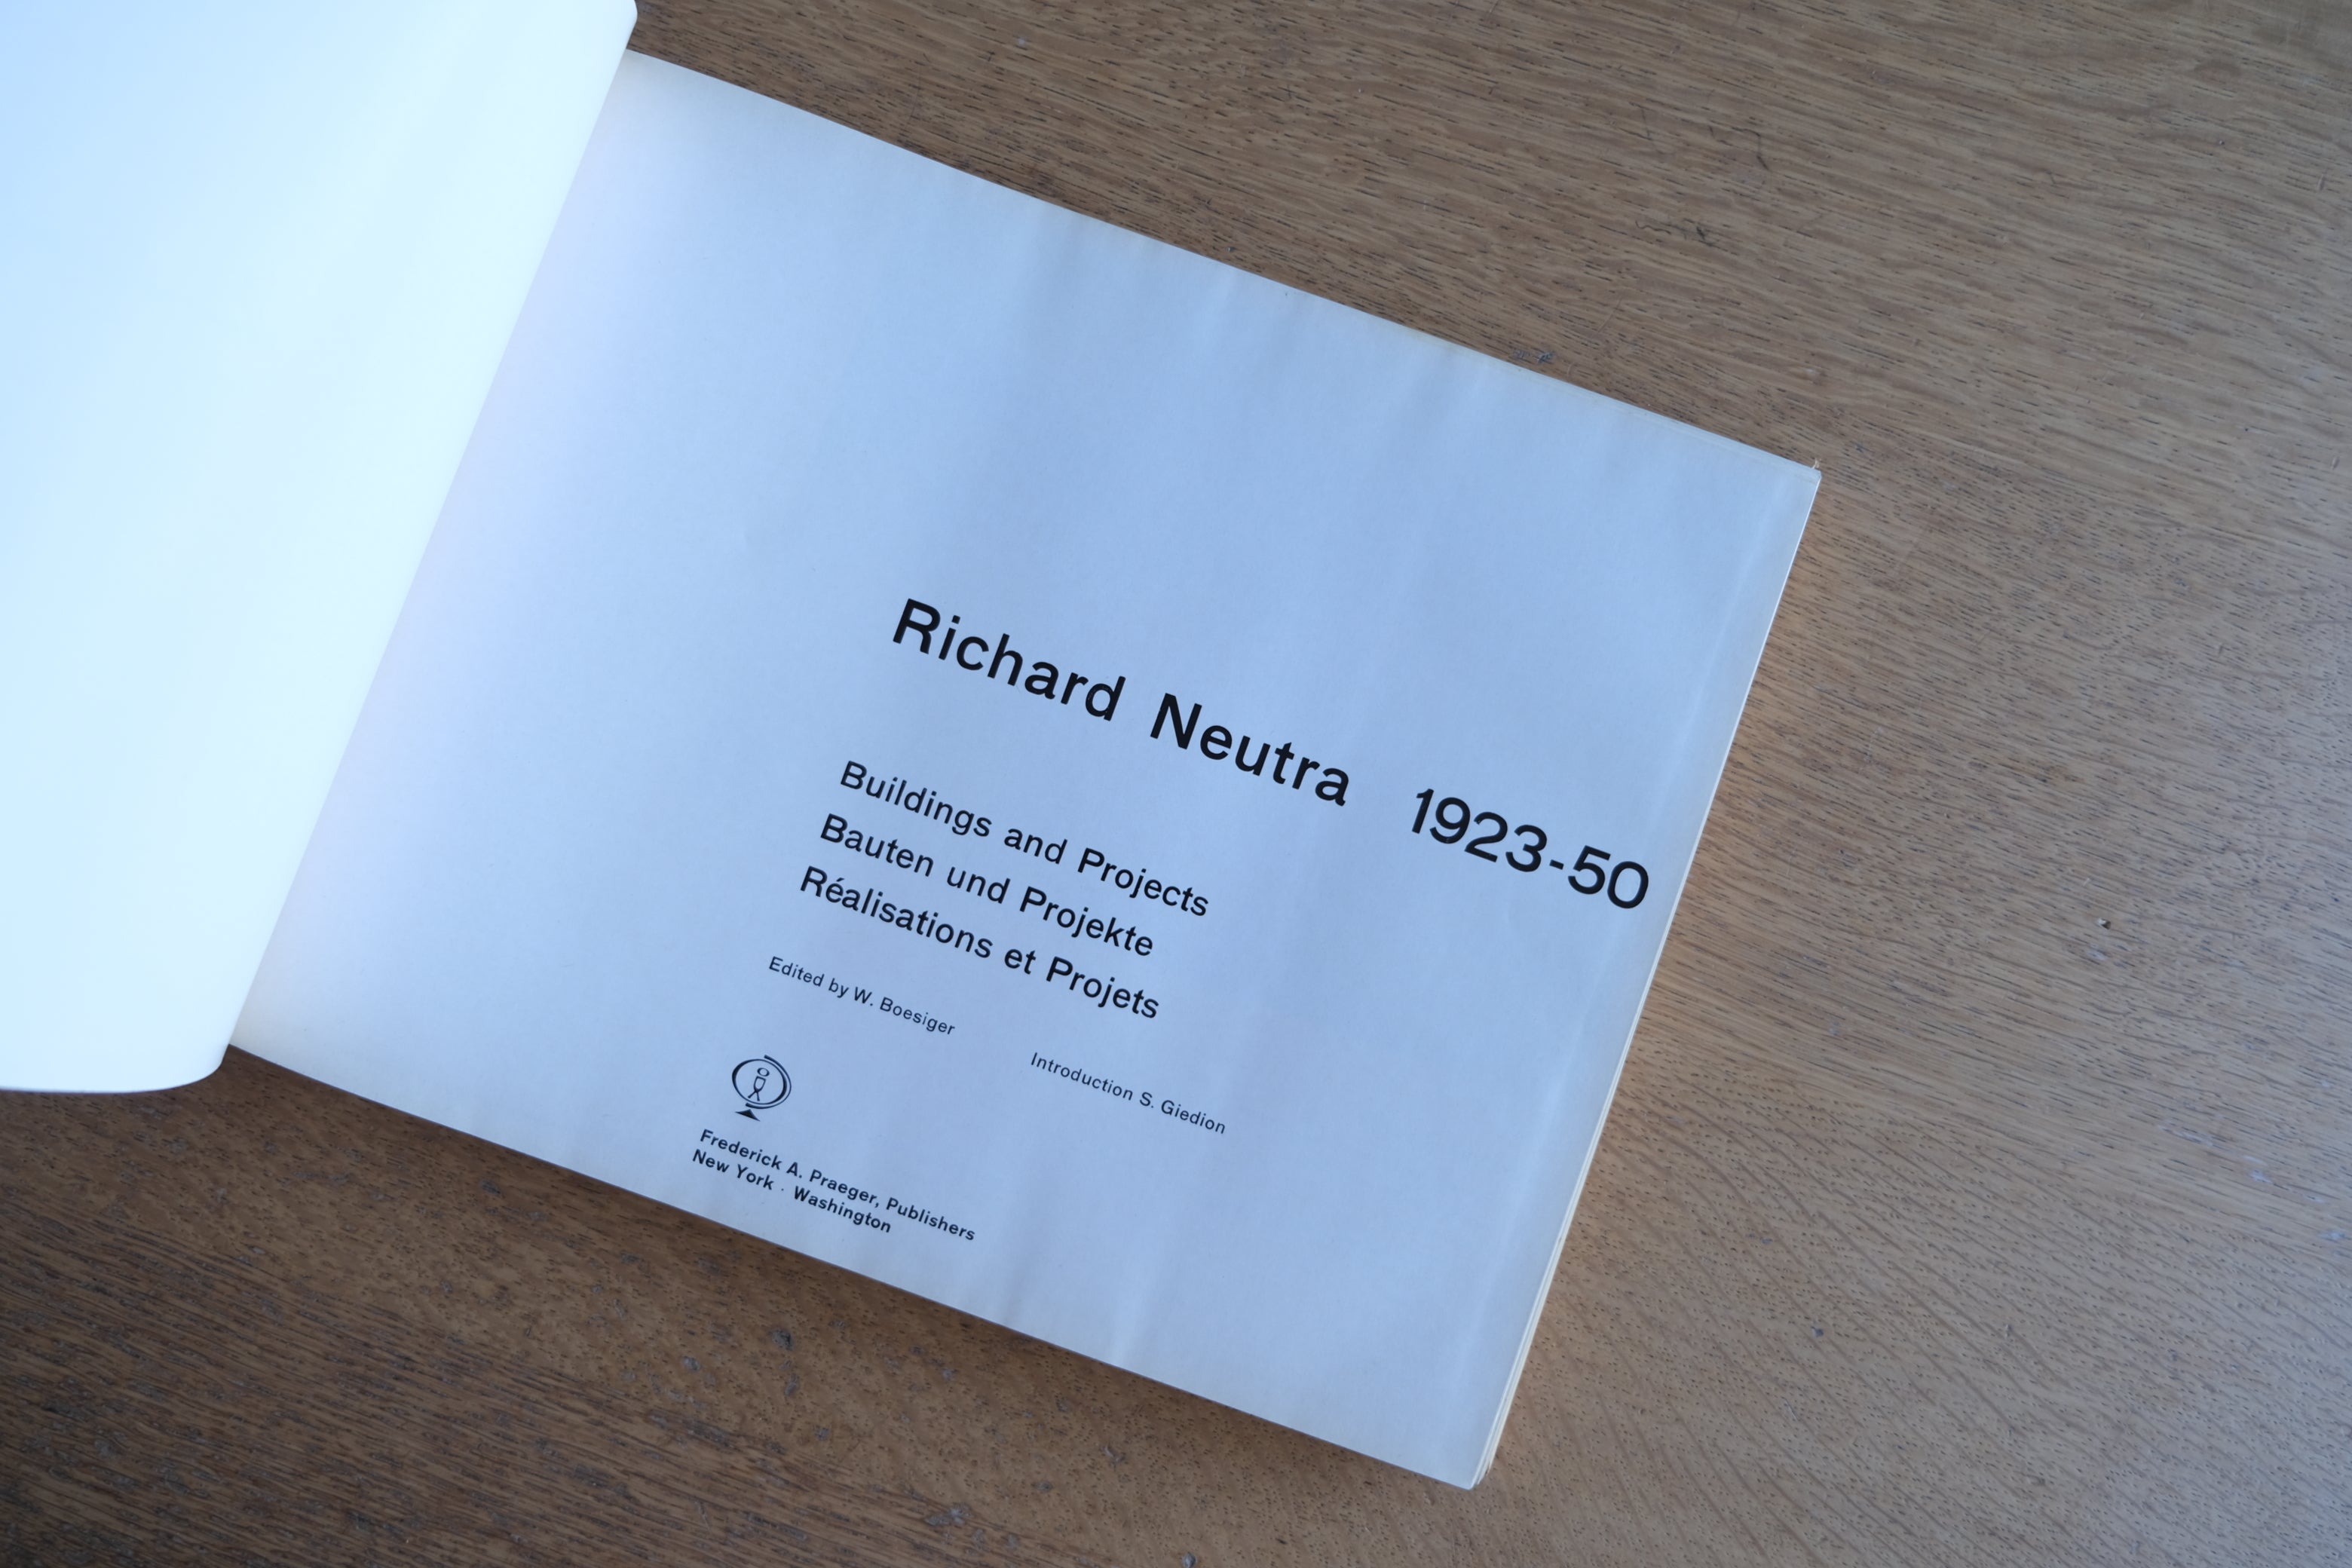 Richard Neutra 1923-50
Buildings and Projects
Bauten und Projekte
Réalisations et Projets
Edited by W. Boesiger
Introduction S. Giedion
Frederick A. Praeger, Publishers
New York · Washington